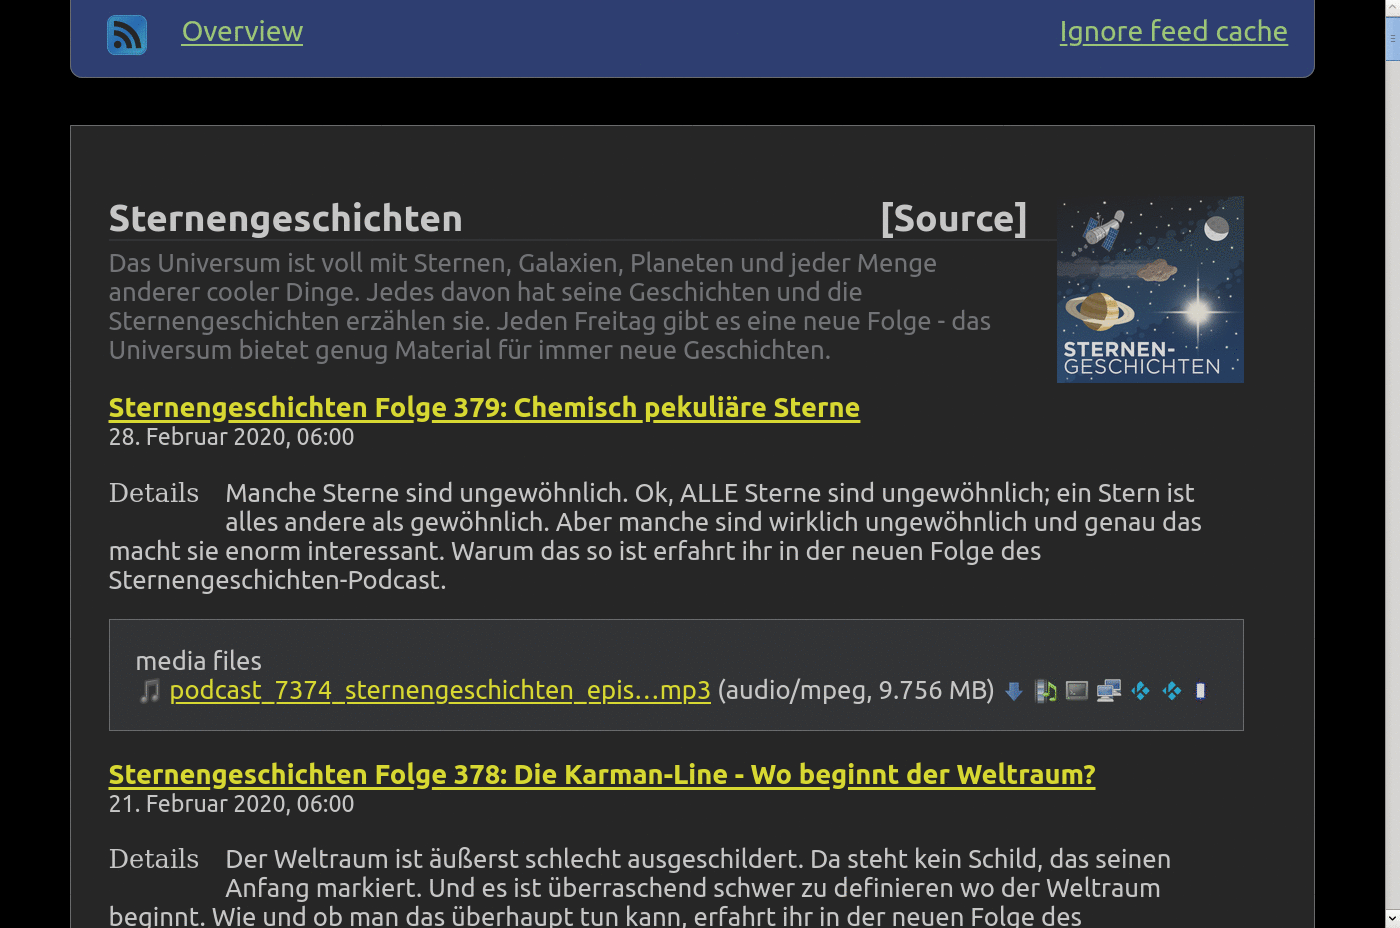 Overview
Ignore feed cache
Sternengeschichten
[Source]
STERNEN-
GESCHICHTEN
Das Universum ist voll mit Sternen, Galaxien, Planeten und jeder Menge
anderer cooler Dinge. Jedes davon hat seine Geschichten und die
Sternengeschichten erzählen sie. Jeden Freitag gibt es eine neue Folge - das
Universum bietet genug Material für immer neue Geschichten.
Sternengeschichten Folge 379: Chemisch pekuliäre Sterne
28. Februar 2020, 06:00
Details Manche Sterne sind ungewöhnlich. Ok, ALLE Sterne sind ungewöhnlich; ein Stern ist
alles andere als gewöhnlich. Aber manche sind wirklich ungewöhnlich und genau das
macht sie enorm interessant. Warum das so ist erfahrt ihr in der neuen Folge des
Sternengeschichten-Podcast.
media files
podcast_7374_sternengeschichten_epis…mp3 (audio/mpeg, 9.756 MB)
Sternengeschichten Folge 378: Die Karman-Line - Wo beginnt der Weltraum?
21. Februar 2020, 06:00
Details Der Weltraum ist äußerst schlecht ausgeschildert. Da steht kein Schild, das seinen
Anfang markiert. Und es ist überraschend schwer zu definieren wo der Weltraum
beginnt. Wie und ob man das überhaupt tun kann, erfahrt ihr in der neuen Folge des